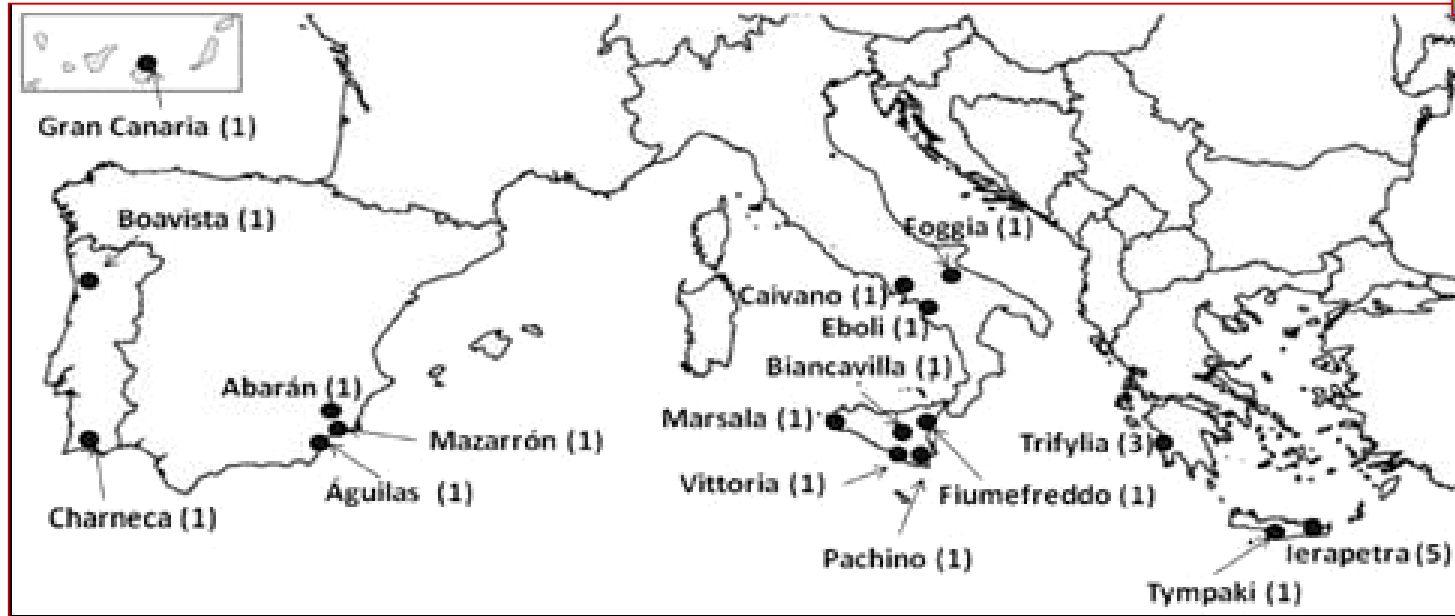 Gran Canaria (1)
Boavista (1)
Foggia (1)
Caivano (1)
Eboli (1)
Biancavilla (1)
Abarán (1)
Marsala (1)
Mazarrón (1)
Trifylia (3)
Vittoria (1)
Águilas (1)
Fiumefreddo (1)
Charneca (1)
Pachino (1)
Ierapetra (5)
Tympaki (1)